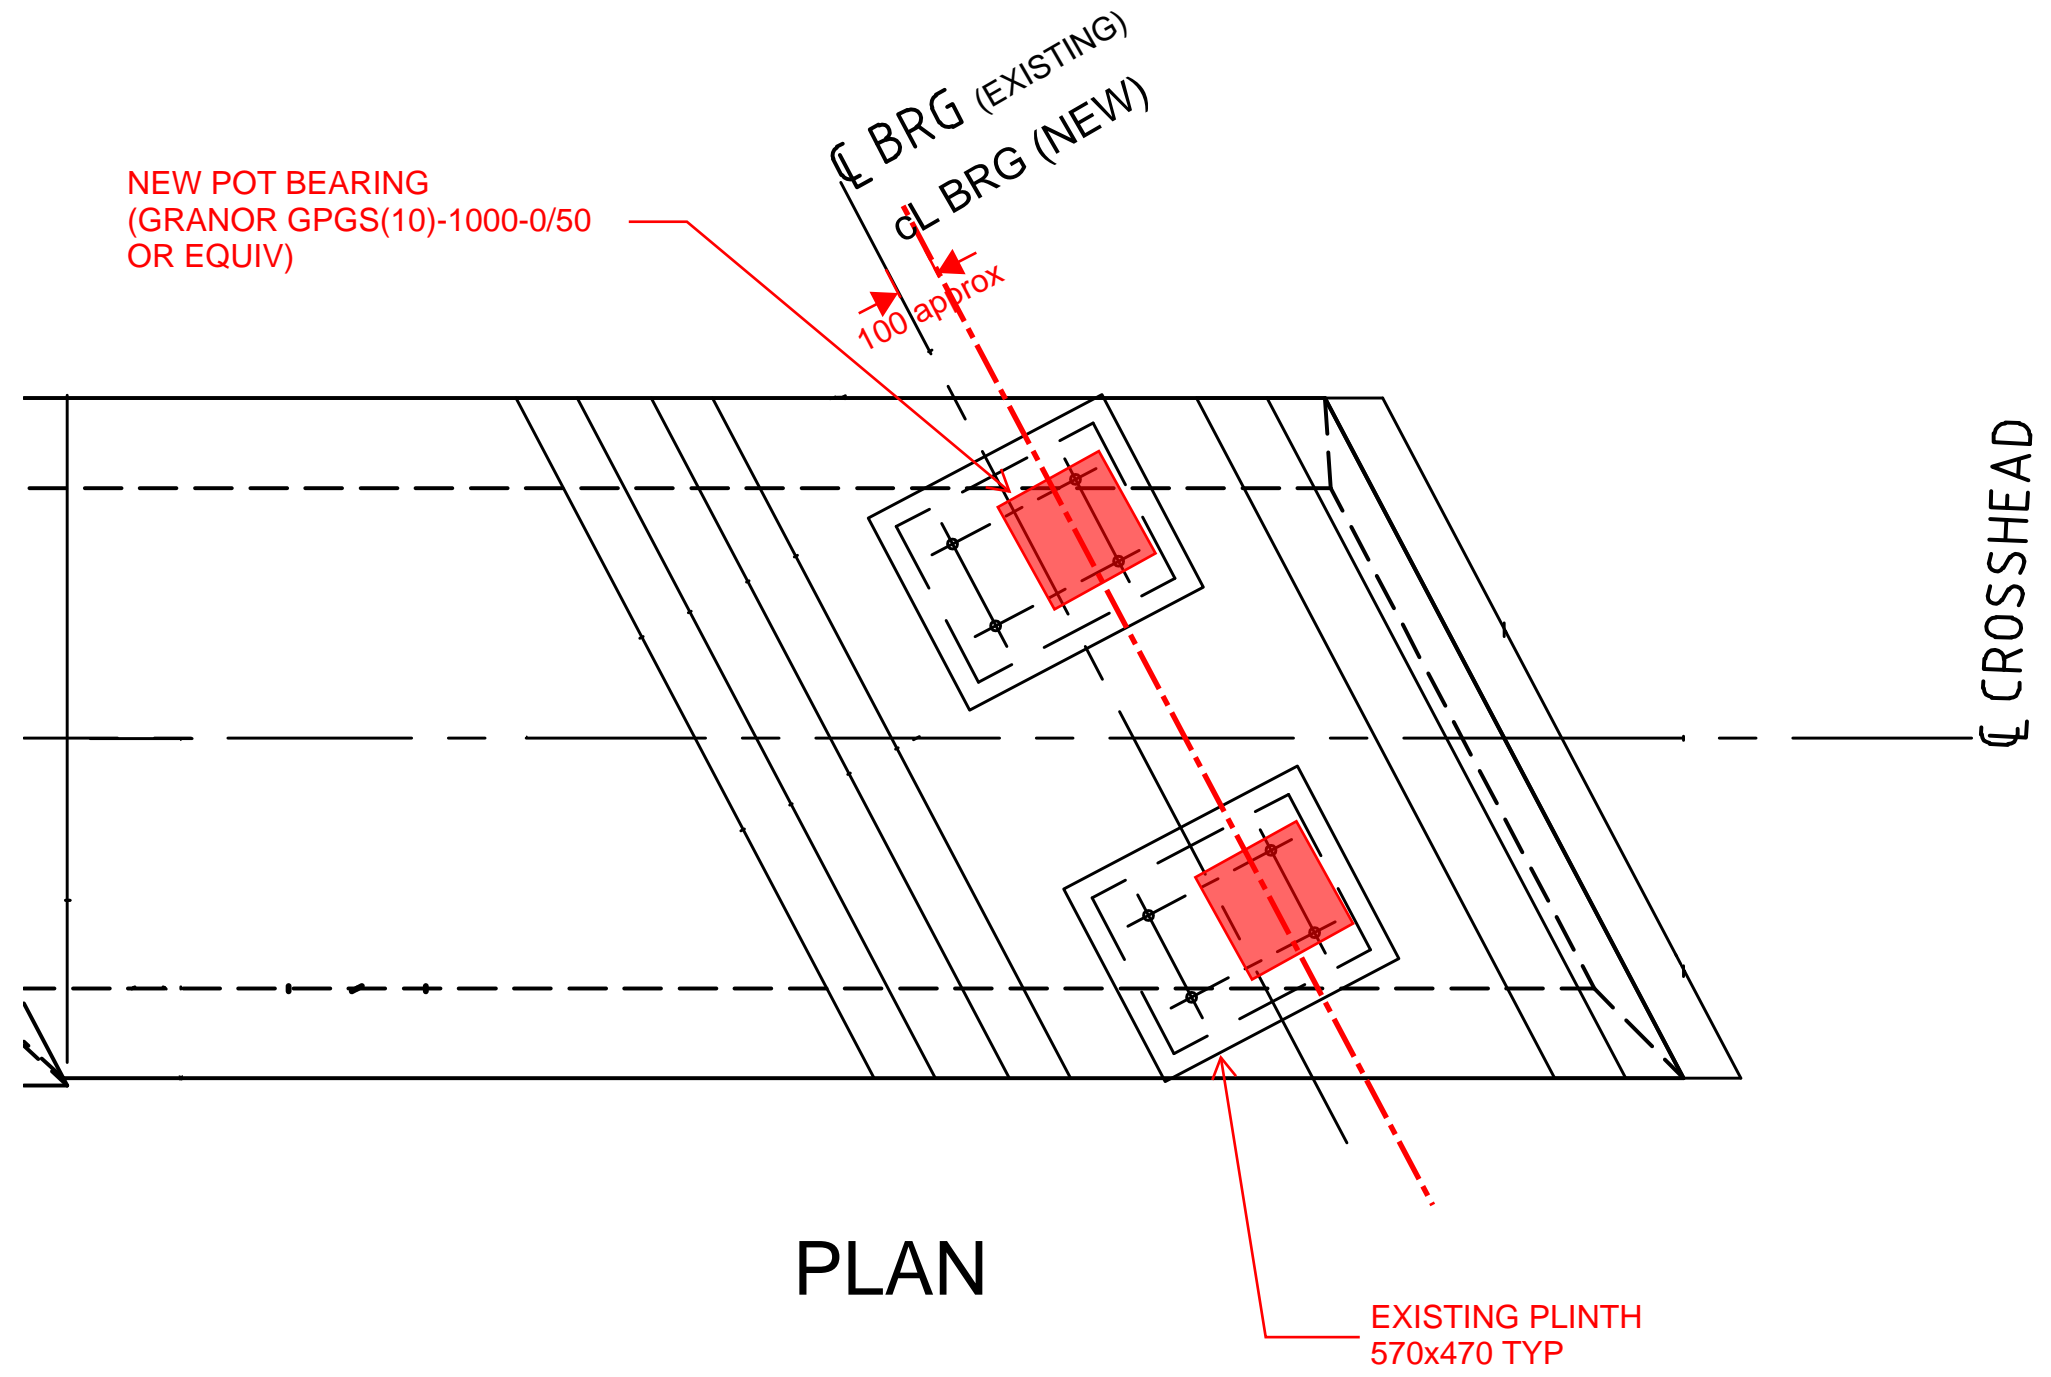 ℄ BRG (EXISTING)
cL BRG (NEW)
NEW POT BEARING
(GRANOR GPGS(10)-1000-0/50
OR EQUIV)
100 approx
℄ CROSSHEAD
PLAN
EXISTING PLINTH
570x470 TYP